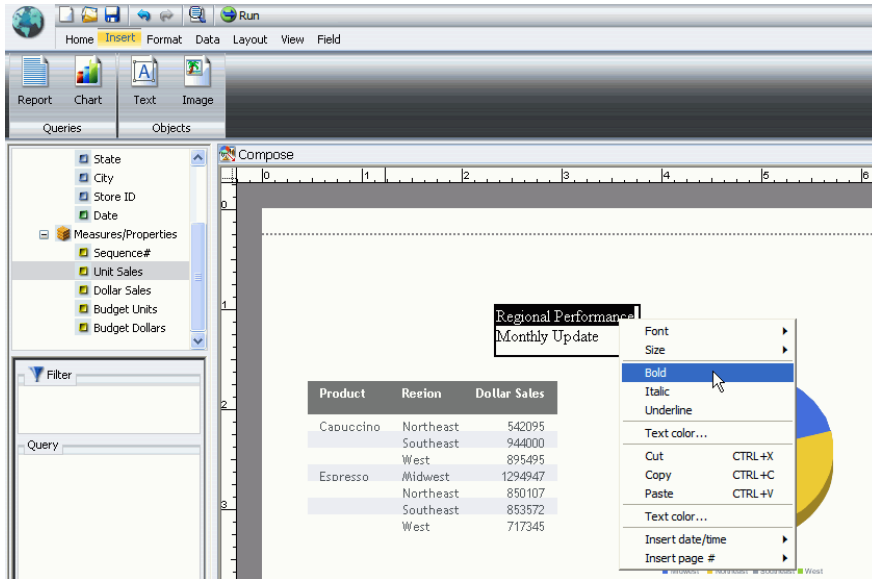 Run
Home Insert Format Data Layout View Field
Report Chart Text Image
Queries Objects
State
City
Store ID
Date
Measures/Properties
Sequence#
Unit Sales
Dollar Sales
Budget Units
Budget Dollars
Filter
Query
Compose
0 1 2 3 4 5 6
0
1
2
3
Regional Performance
Monthly Update
Product Region Dollar Sales
Capuccino Northeast 542095
Southeast 944000
West 895495
Espresso Midwest 1294947
Northeast 850107
Southeast 853572
West 717345
Font
Size
Bold
Italic
Underline
Text color...
Cut CTRL+X
Copy CTRL+C
Paste CTRL+V
Text color...
Insert date/time
Insert page #
Midwest Northeast Southeast West